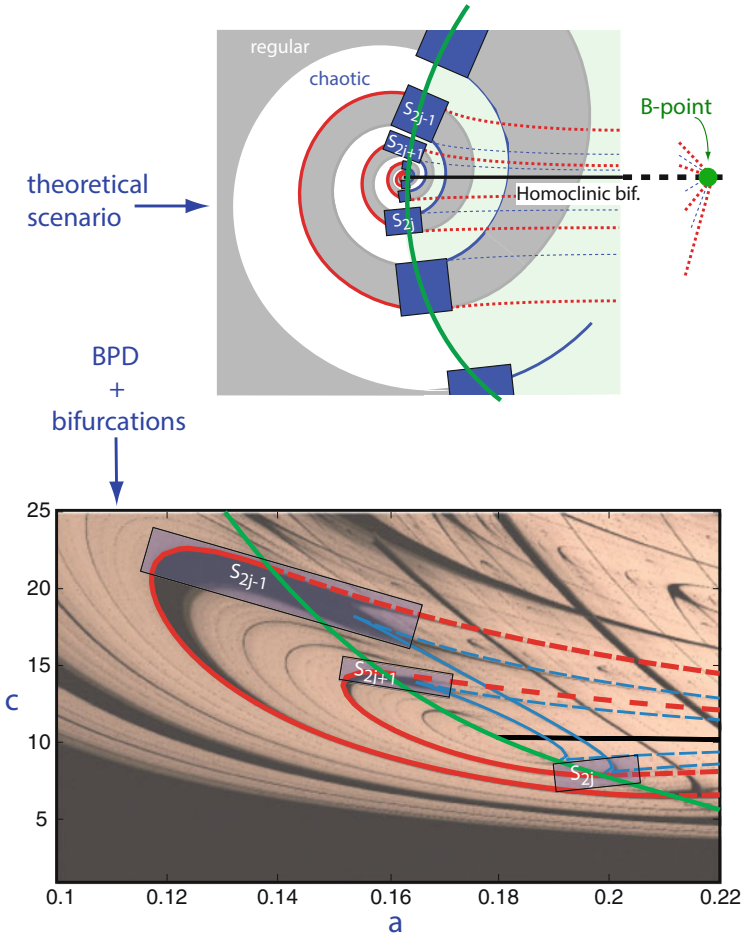 regular
chaotic
S2j-1
B-point
S2j+1
theoretical
scenario
Homoclinic bif.
S2j
BPD
+
bifurcations
25
20
15
10
5
c
S2j-1
S2j+1
S2j
0.1
0.12
0.14
0.16
0.18
0.2
0.22
a